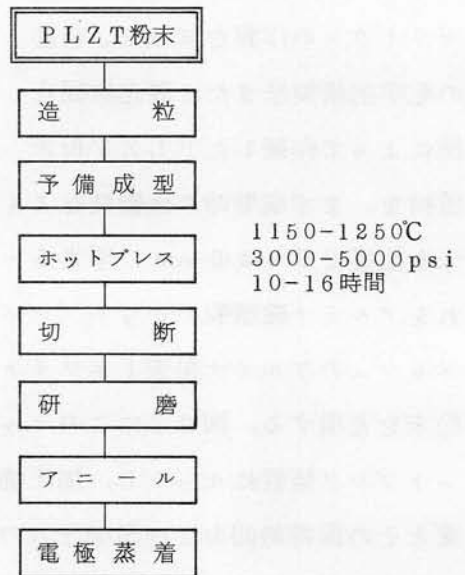 PLZT粉末
造粒
予備成型
ホットプレス
1150-1250℃
3000-5000psi
10-16時間
切断
研磨
アニール
電極蒸着